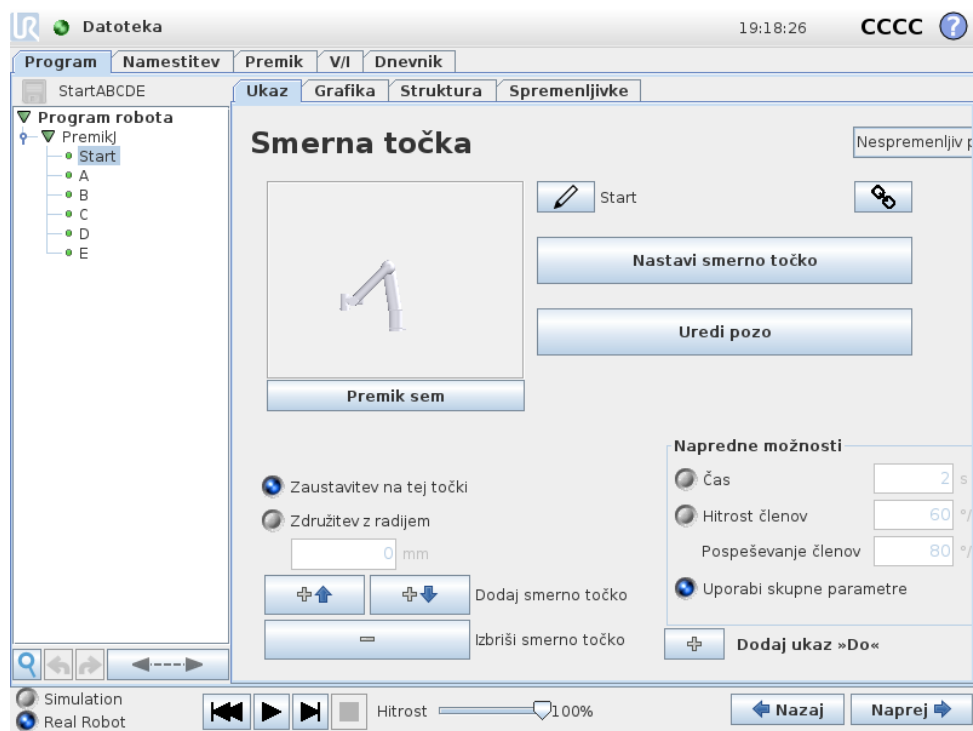 UR Datoteka 19:18:26 CCCC ?
Program Namestitev Premik V/I Dnevnik
StartABCDE Ukaz Grafika Struktura Spremenljivke
Program robota
PremikJ
Start
A
B
C
D
E
Smerna točka
Nespremenljiv p
Start
Nastavi smerno točko
Uredi pozo
Premik sem
Zaustavitev na tej točki
Združitev z radijem
0 mm
Dodaj smerno točko
Izbriši smerno točko
Napredne možnosti
Čas 2 s
Hitrost členov 60 °/
Pospeševanje členov 80 °/
Uporabi skupne parametre
Dodaj ukaz »Do«
Simulation
Real Robot
Hitrost 100%
Nazaj Naprej